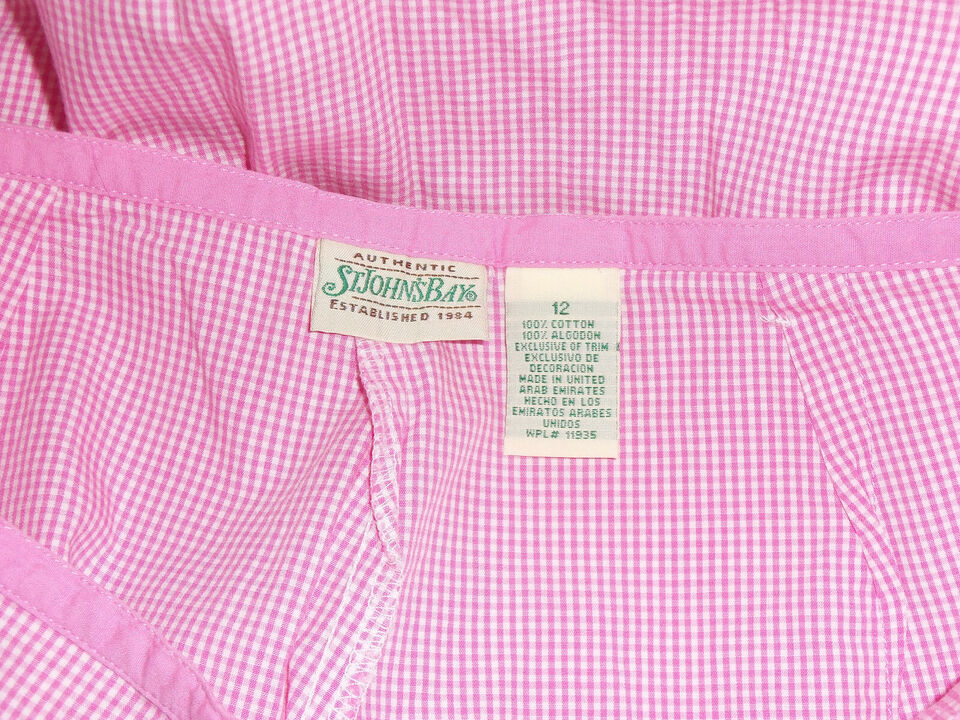 AUTHENTIC
ST.JOHN'S BAY®
ESTABLISHED 1984
12
100% COTTON
100% ALGODON
EXCLUSIVE OF TRIM
EXCLUSIVO DE
DECORACION
MADE IN UNITED
ARAB EMIRATES
HECHO EN LOS
EMIRATOS ARABES
UNIDOS
WPL# 11935